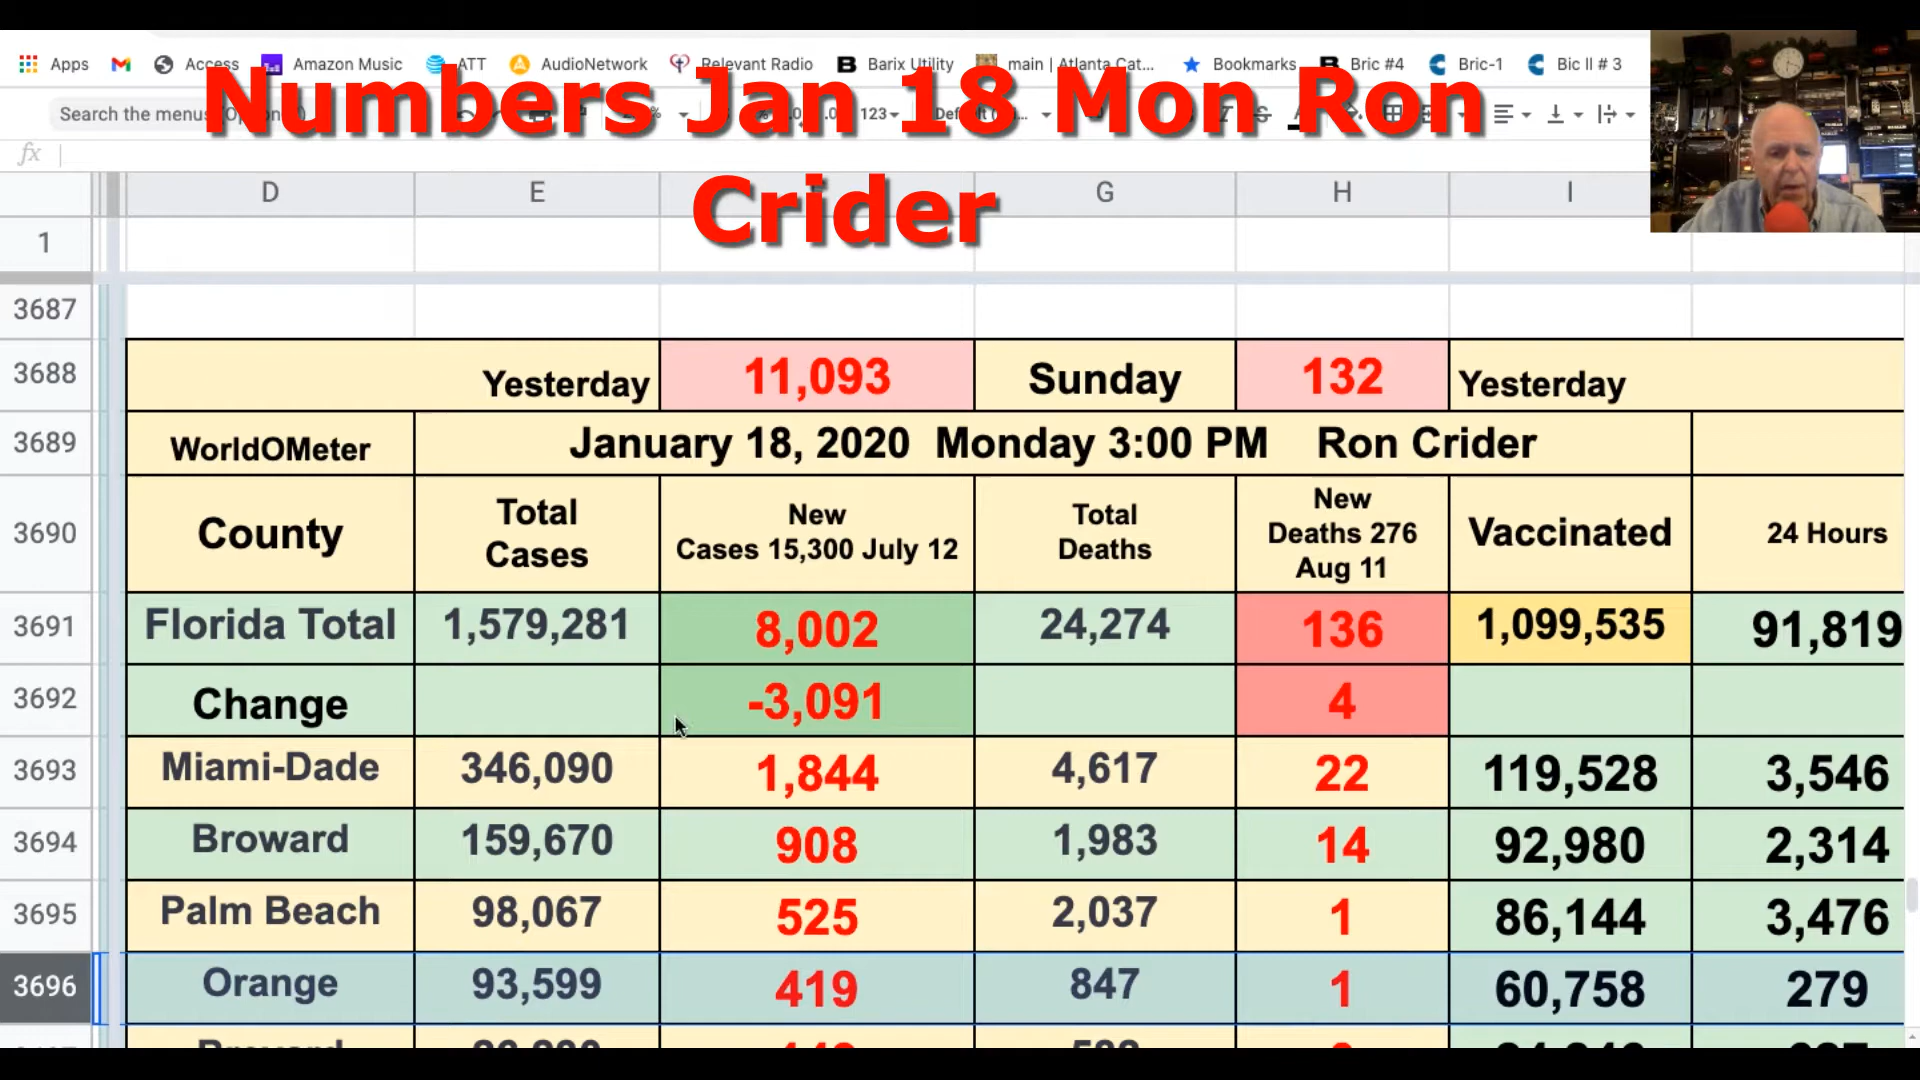 Numbers Jan 18 Mon Ron
Crider
Apps Access Amazon Music ATT AudioNetwork Relevant Radio Barix Utility main | Atlanta Cat... Bookmarks Bric #4 Bric-1 Bic II # 3
Search the menus 123
fx
D E G H I
1
3687
3688 Yesterday 11,093 Sunday 132 Yesterday
3689 WorldOMeter January 18, 2020 Monday 3:00 PM Ron Crider
3690 County Total Cases New Cases 15,300 July 12 Total Deaths New Deaths 276 Aug 11 Vaccinated 24 Hours
3691 Florida Total 1,579,281 8,002 24,274 136 1,099,535 91,819
3692 Change -3,091 4
3693 Miami-Dade 346,090 1,844 4,617 22 119,528 3,546
3694 Broward 159,670 908 1,983 14 92,980 2,314
3695 Palm Beach 98,067 525 2,037 1 86,144 3,476
3696 Orange 93,599 419 847 1 60,758 279